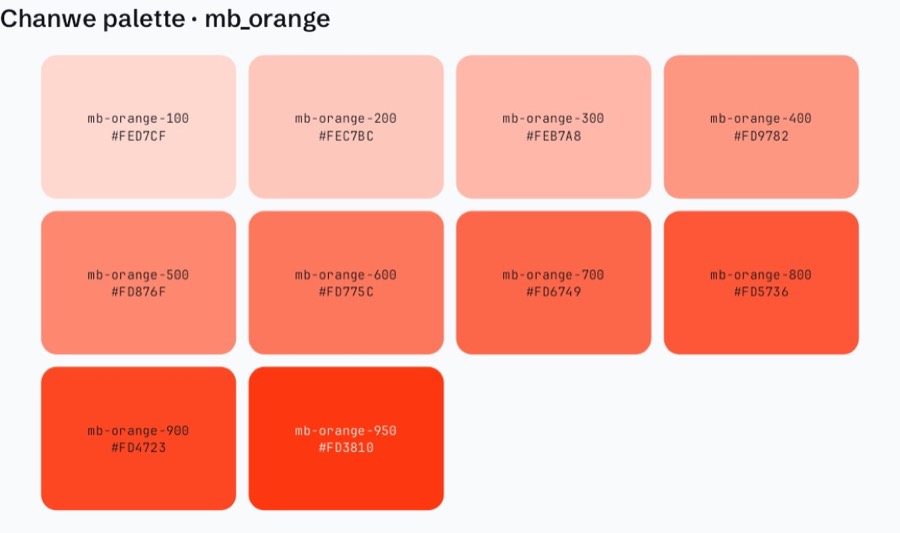 Chanwe palette · mb_orange
mb-orange-100
#FED7CF
mb-orange-200
#FEC7BC
mb-orange-300
#FEB7A8
mb-orange-400
#FD9782
mb-orange-500
#FD876F
mb-orange-600
#FD775C
mb-orange-700
#FD6749
mb-orange-800
#FD5736
mb-orange-900
#FD4723
mb-orange-950
#FD3810